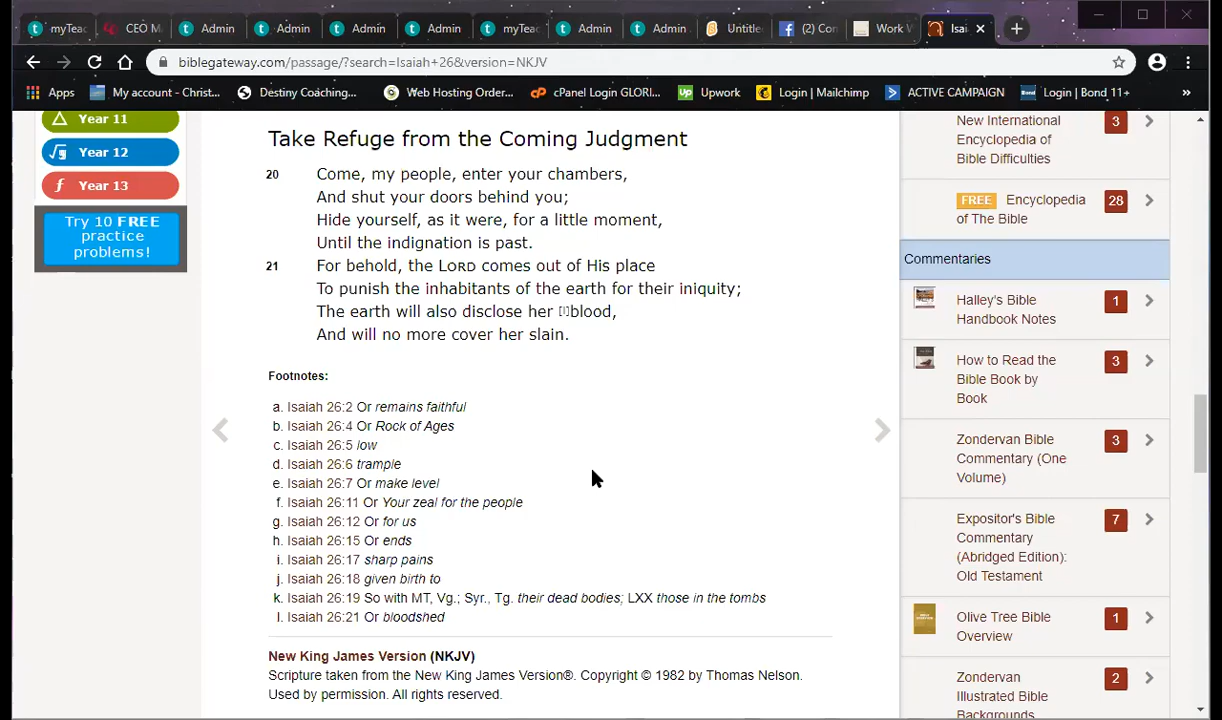 myTeac
CEO M
Admin
Admin
Admin
Admin
myTeac
Admin
Admin
Untitle
(2) Con
Work V
Isai
biblegateway.com/passage/?search=Isaiah+26&version=NKJV
Apps
My account - Christ...
Destiny Coaching...
Web Hosting Order...
cPanel Login GLORI...
Upwork
Login | Mailchimp
ACTIVE CAMPAIGN
Login | Bond 11+
»
Year 11
Year 12
Year 13
Try 10 FREE
practice
problems!
Take Refuge from the Coming Judgment
20 Come, my people, enter your chambers,
And shut your doors behind you;
Hide yourself, as it were, for a little moment,
Until the indignation is past.
21 For behold, the LORD comes out of His place
To punish the inhabitants of the earth for their iniquity;
The earth will also disclose her [l]blood,
And will no more cover her slain.
Footnotes:
a. Isaiah 26:2 Or remains faithful
b. Isaiah 26:4 Or Rock of Ages
c. Isaiah 26:5 low
d. Isaiah 26:6 trample
e. Isaiah 26:7 Or make level
f. Isaiah 26:11 Or Your zeal for the people
g. Isaiah 26:12 Or for us
h. Isaiah 26:15 Or ends
i. Isaiah 26:17 sharp pains
j. Isaiah 26:18 given birth to
k. Isaiah 26:19 So with MT, Vg.; Syr., Tg. their dead bodies; LXX those in the tombs
l. Isaiah 26:21 Or bloodshed
New King James Version (NKJV)
Scripture taken from the New King James Version®. Copyright © 1982 by Thomas Nelson.
Used by permission. All rights reserved.
New International 3
Encyclopedia of
Bible Difficulties
FREE Encyclopedia 28
of The Bible
Commentaries
Halley's Bible 1
Handbook Notes
How to Read the 3
Bible Book by
Book
Zondervan Bible 3
Commentary (One
Volume)
Expositor's Bible 7
Commentary
(Abridged Edition):
Old Testament
Olive Tree Bible 1
Overview
Zondervan 2
Illustrated Bible
Backgrounds